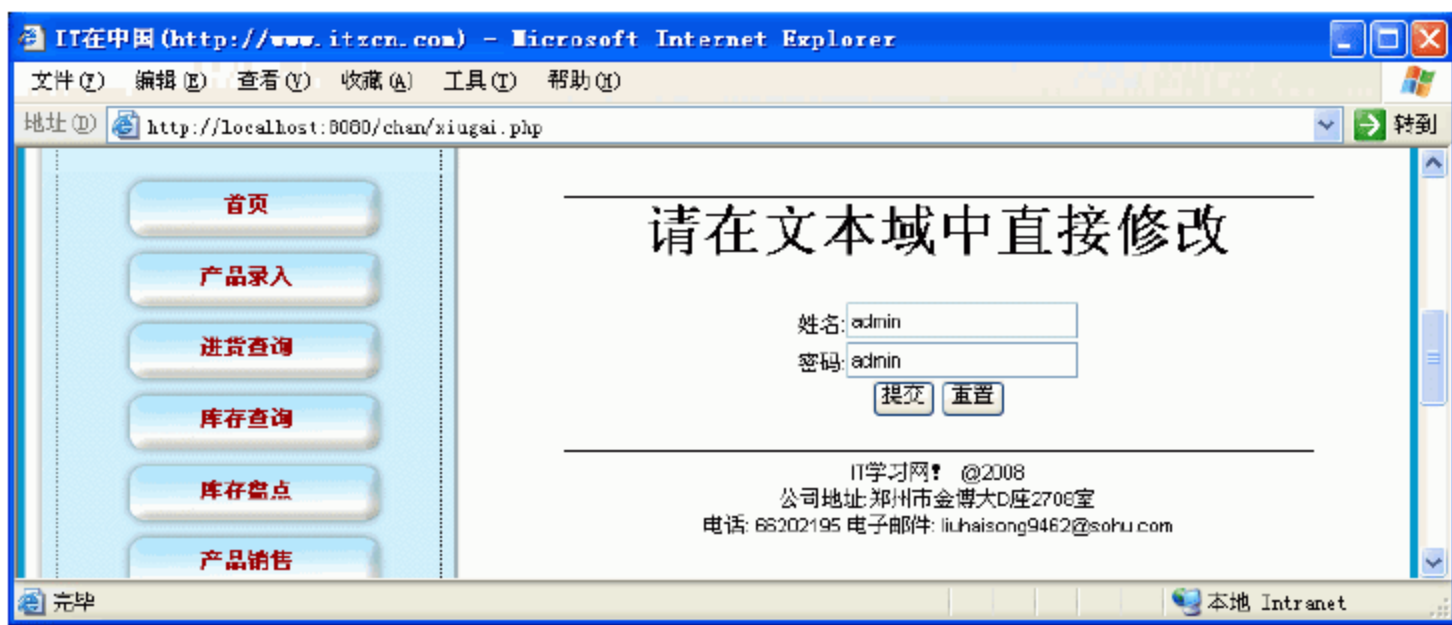 IT在中国(http://www.itzcn.com) - Microsoft Internet Explorer
文件(F) 编辑(E) 查看(V) 收藏(A) 工具(T) 帮助(H)
地址(D) http://localhost:8080/chan/xiugai.php 转到
首页
产品录入
进货查询
库存查询
库存盘点
产品销售
请在文本域中直接修改
姓名: admin
密码: admin
提交 重置
IT学习网! @2008
公司地址:郑州市金博大D座2708室
电话: 66202195 电子邮件: liuhaisong9462@sohu.com
完毕 本地 Intranet